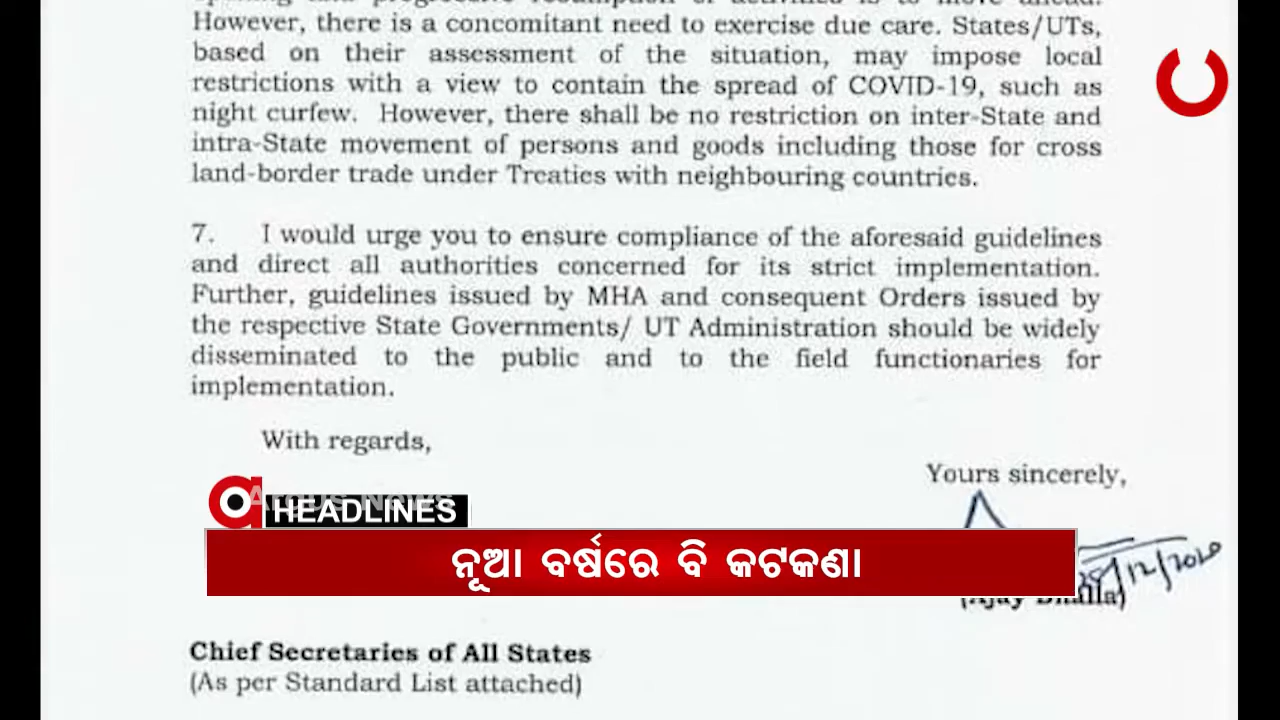 However, there is a concomitant need to exercise due care. States/UTs,
based on their assessment of the situation, may impose local
restrictions with a view to contain the spread of COVID-19, such as
night curfew. However, there shall be no restriction on inter-State and
intra-State movement of persons and goods including those for cross
land-border trade under Treaties with neighbouring countries.
7. I would urge you to ensure compliance of the aforesaid guidelines
and direct all authorities concerned for its strict implementation.
Further, guidelines issued by MHA and consequent Orders issued by
the respective State Governments/ UT Administration should be widely
disseminated to the public and to the field functionaries for
implementation.
With regards,
Yours sincerely,
HEADLINES
ନୂଆ ବର୍ଷରେ ବି କଟକଣା
/12/2020
(Ajay Bhalla)
Chief Secretaries of All States
(As per Standard List attached)